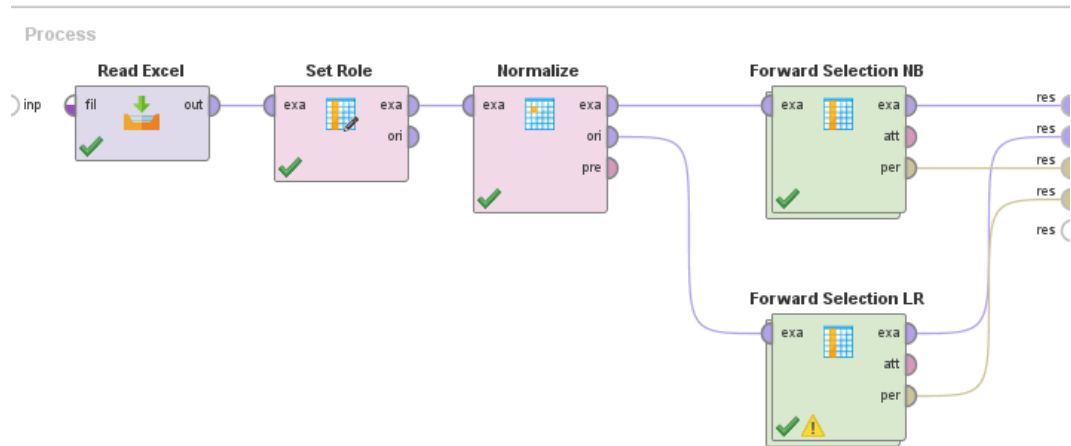 Process
Read Excel
Set Role
Normalize
Forward Selection NB
inp
fil
out
exa
exa
ori
exa
exa
ori
pre
exa
exa
att
per
res
res
res
res
res
Forward Selection LR
exa
exa
att
per